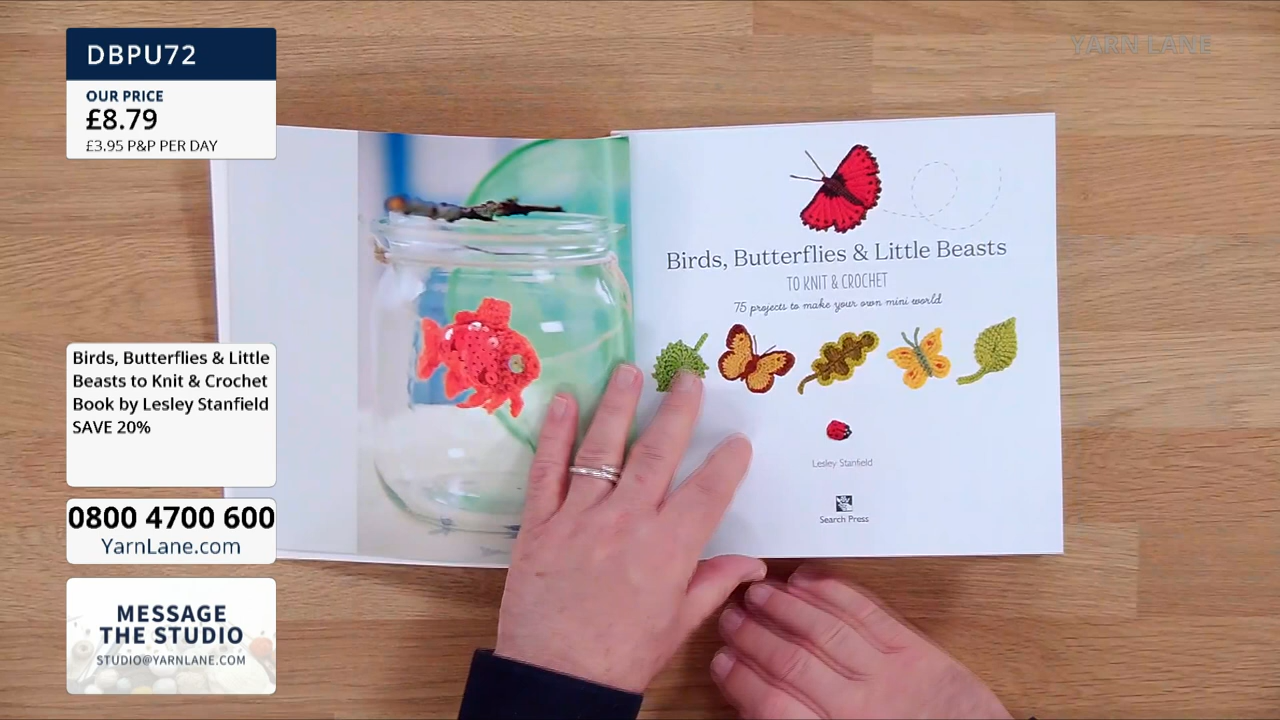 DBPU72
OUR PRICE
£8.79
£3.95 P&P PER DAY
YARN LANE
Birds, Butterflies & Little Beasts
TO KNIT & CROCHET
75 projects to make your own mini world
Lesley Stanfield
Search Press
Birds, Butterflies & Little
Beasts to Knit & Crochet
Book by Lesley Stanfield
SAVE 20%
0800 4700 600
YarnLane.com
MESSAGE
THE STUDIO
STUDIO@YARNLANE.COM